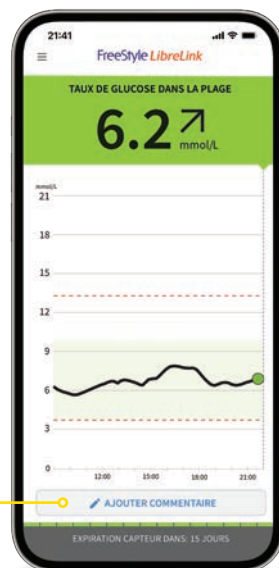 21:41
FreeStyle LibreLink
TAUX DE GLUCOSE DANS LA PLAGE
6.2
mmol/L
mmol/L
21
18
15
12
9
6
3
0
12:00 15:00 18:00 21:00
AJOUTER COMMENTAIRE
EXPIRATION CAPTEUR DANS: 15 JOURS